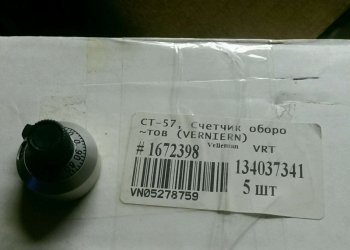 СТ-57, Счетчик оборо
~тов (VERNIERN)
Velleman
# 1672398 VRT
134037341
5 ШТ
VN05278759